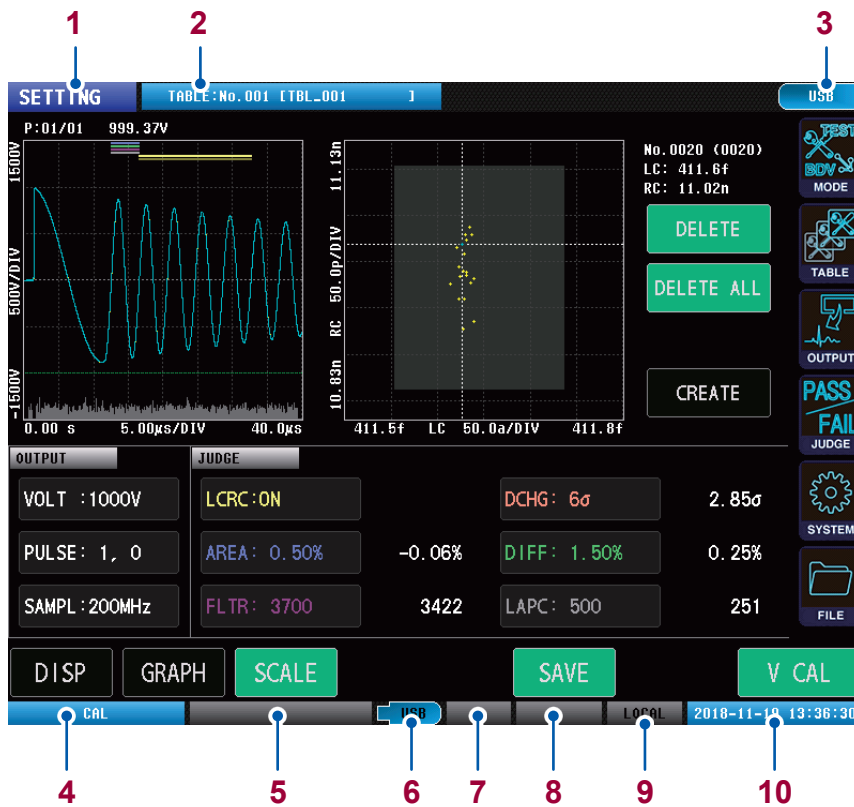 1 2 3
SETTING TABLE:No.001 [TBL_001 ] USB
P:01/01 999.37V
1500V
500V/DIV
-1500V
0.00 s 5.00µs/DIV 40.0µs
11.13n
RC 50.0p/DIV
10.83n
411.5f LC 50.0a/DIV 411.8f
No.0020 (0020)
LC: 411.6f
RC: 11.02n
DELETE
DELETE ALL
CREATE
TEST
BDV
MODE
TABLE
OUTPUT
PASS
FAIL
JUDGE
SYSTEM
FILE
OUTPUT JUDGE
VOLT :1000V LCRC:ON DCHG: 6σ 2.85σ
PULSE: 1, 0 AREA: 0.50% -0.06% DIFF: 1.50% 0.25%
SAMPL:200MHz FLTR: 3700 3422 LAPC: 500 251
DISP GRAPH SCALE SAVE V CAL
CAL USB LOCAL 2018-11-19 13:36:30
4 5 6 7 8 9 10